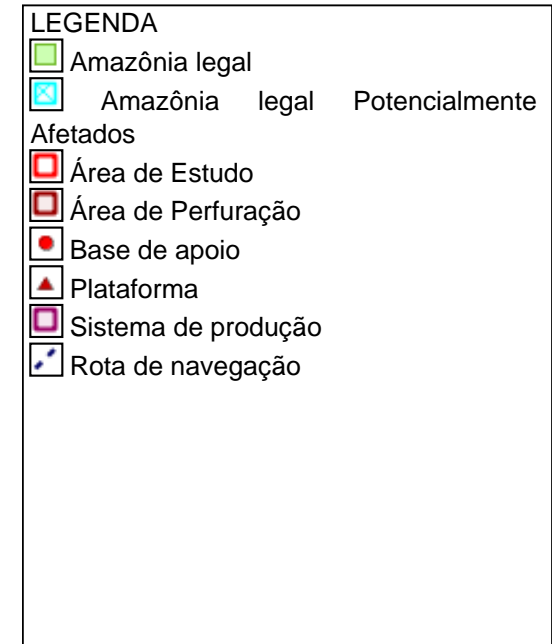 LEGENDA
Amazônia legal
Amazônia legal Potencialmente
Afetados
Área de Estudo
Área de Perfuração
Base de apoio
Plataforma
Sistema de produção
Rota de navegação